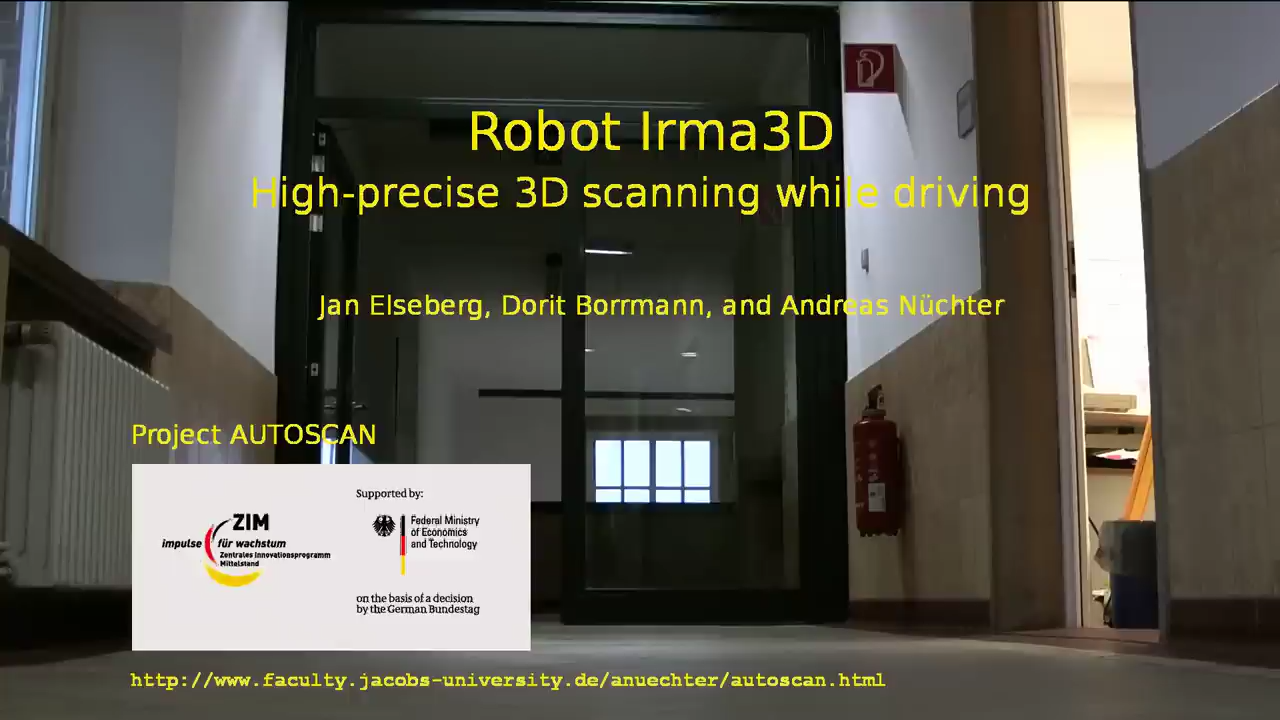 Robot Irma3D
High-precise 3D scanning while driving
Jan Elseberg, Dorit Borrmann, and Andreas Nüchter
Project AUTOSCAN
Supported by:
ZIM
impulse für wachstum
Zentrales Innovationsprogramm
Mittelstand
Federal Ministry
of Economics
and Technology
on the basis of a decision
by the German Bundestag
http://www.faculty.jacobs-university.de/anuechter/autoscan.html